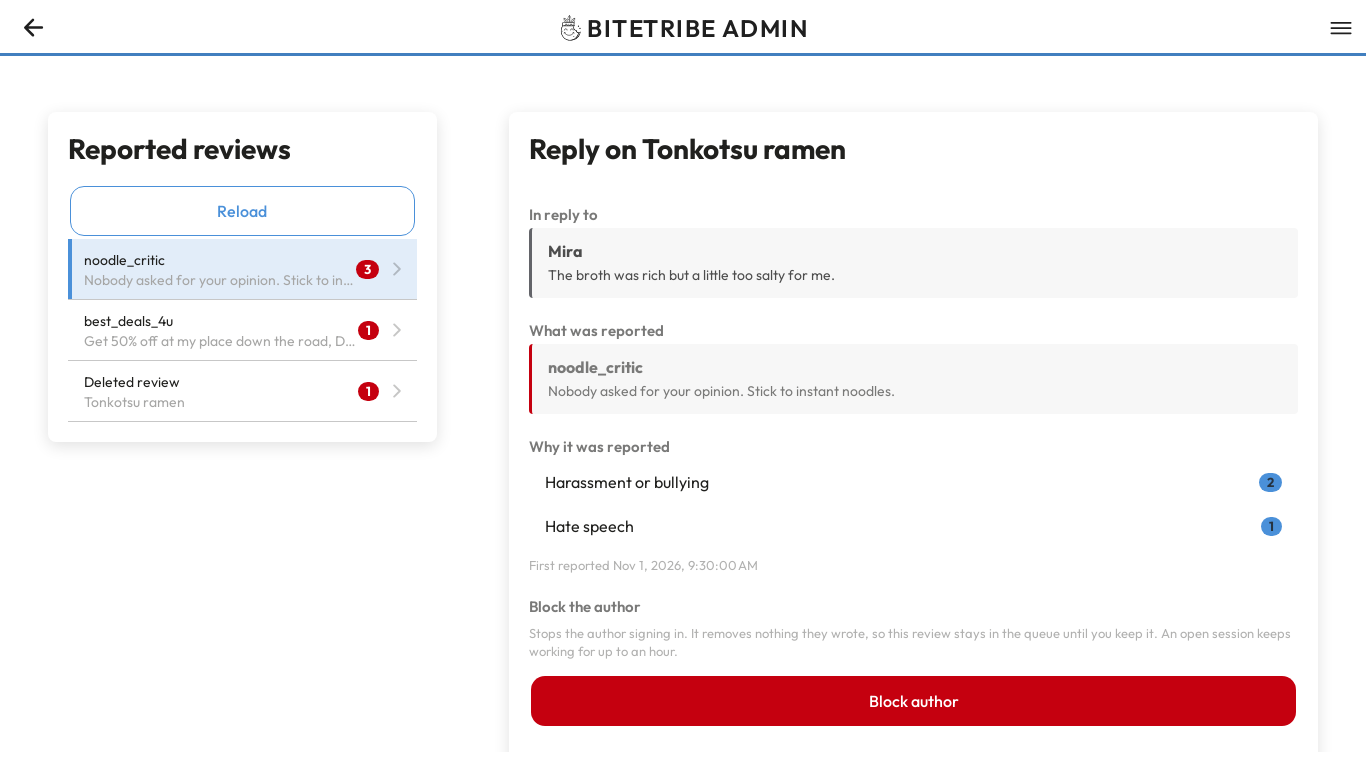 BITETRIBE ADMIN
Reported reviews
Reload
noodle_critic
Nobody asked for your opinion. Stick to in...
3
best_deals_4u
Get 50% off at my place down the road, D...
1
Deleted review
Tonkotsu ramen
1
Reply on Tonkotsu ramen
In reply to
Mira
The broth was rich but a little too salty for me.
What was reported
noodle_critic
Nobody asked for your opinion. Stick to instant noodles.
Why it was reported
Harassment or bullying
2
Hate speech
1
First reported Nov 1, 2026, 9:30:00 AM
Block the author
Stops the author signing in. It removes nothing they wrote, so this review stays in the queue until you keep it. An open session keeps
working for up to an hour.
Block author